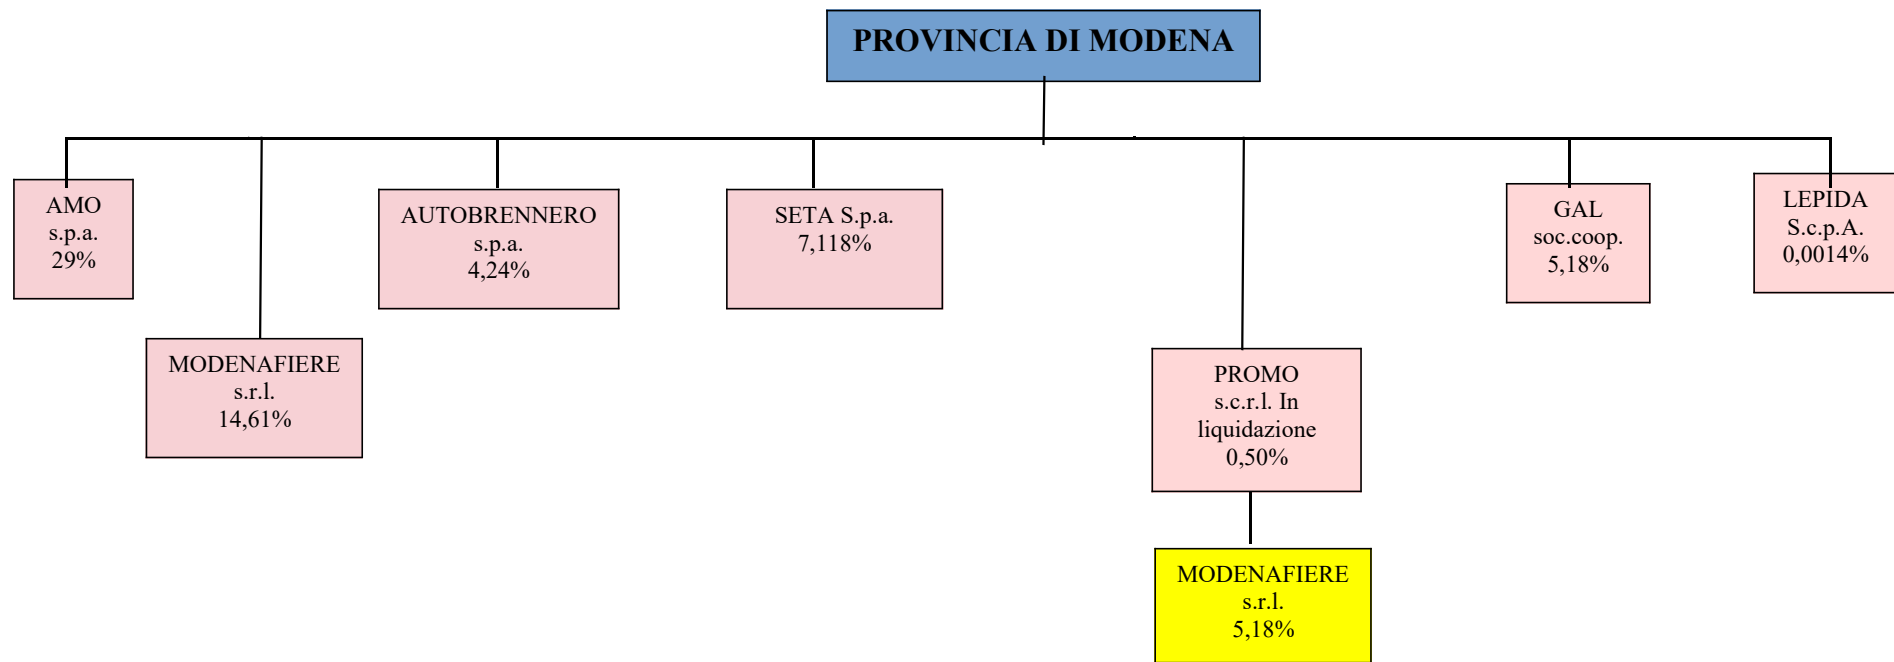 PROVINCIA DI MODENA
AMO
s.p.a.
29%
AUTOBRENNERO
s.p.a.
4,24%
SETA S.p.a.
7,118%
GAL
soc.coop.
5,18%
LEPIDA
S.c.p.A.
0,0014%
MODENAFIERE
s.r.l.
14,61%
PROMO
s.c.r.l. In
liquidazione
0,50%
MODENAFIERE
s.r.l.
5,18%